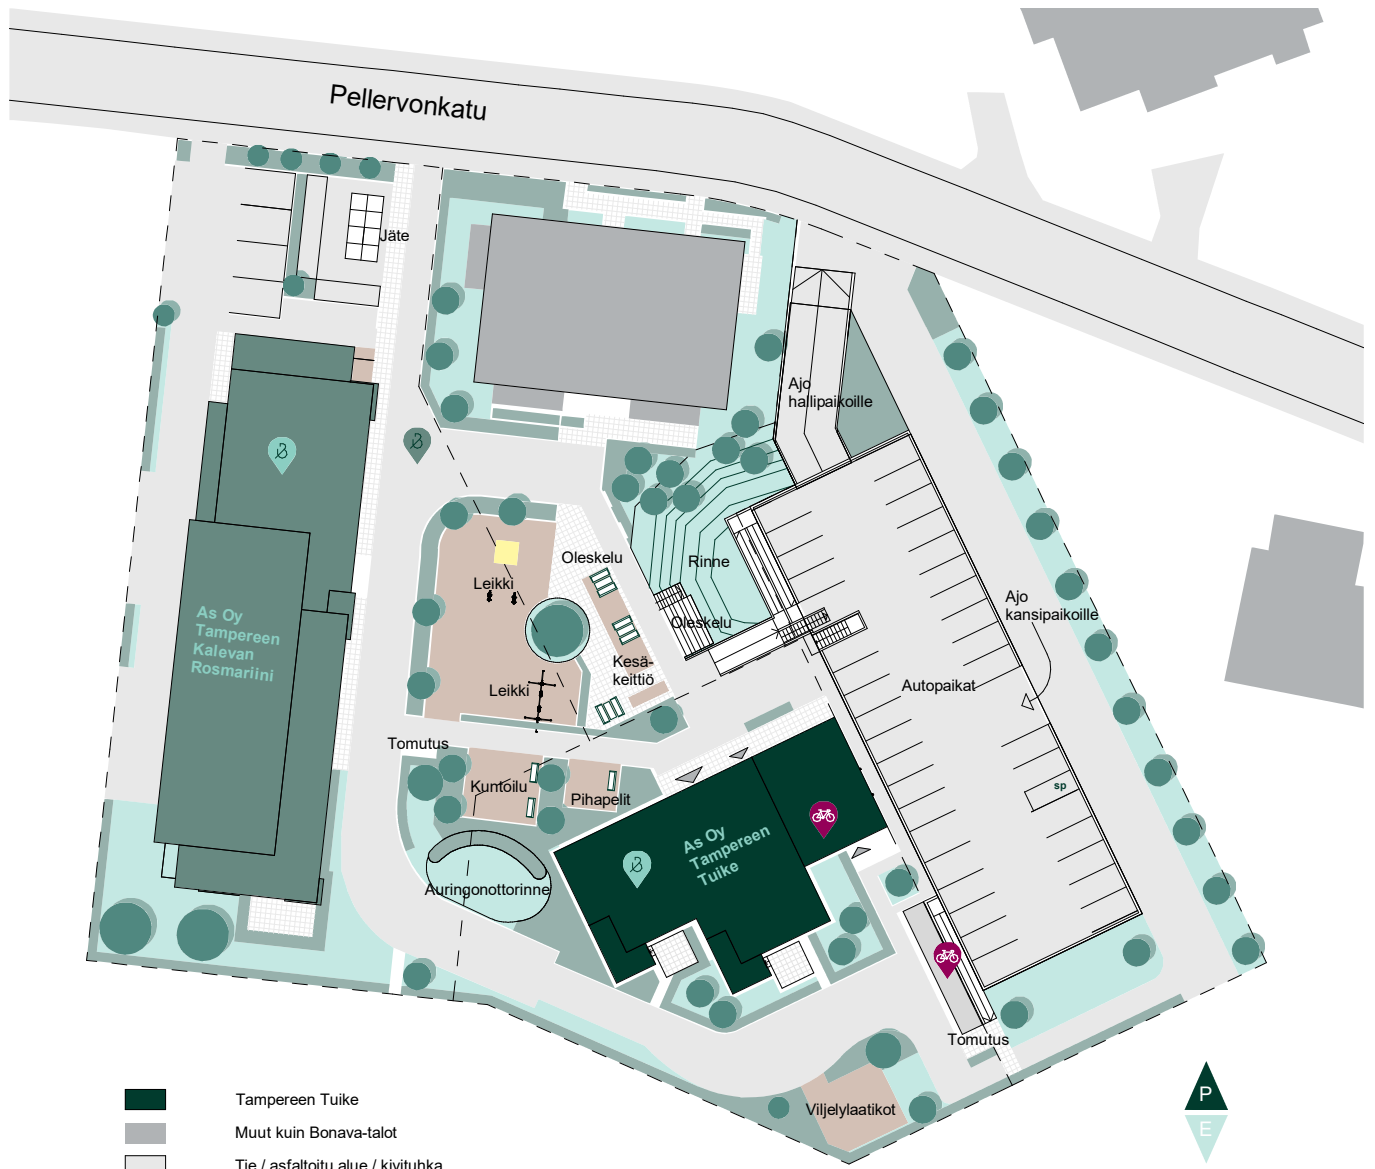 Pellervonkatu
Jäte
Ajo
hallipaikoille
Oleskelu
Rinne
Leikki
Ajo
kansipaikoille
As Oy
Tampereen
Kalevan
Rosmariini
Oleskelu
Kesä-
keittiö
Leikki
Autopaikat
Tomutus
Kuntoilu
Pihapelit
sp
As Oy
Tampereen
Tuike
Auringonottorinne
Tomutus
Viljelylaatikot
P
E
Tampereen Tuike
Muut kuin Bonava-talot
Tie / asfaltoitu alue / kivituhka